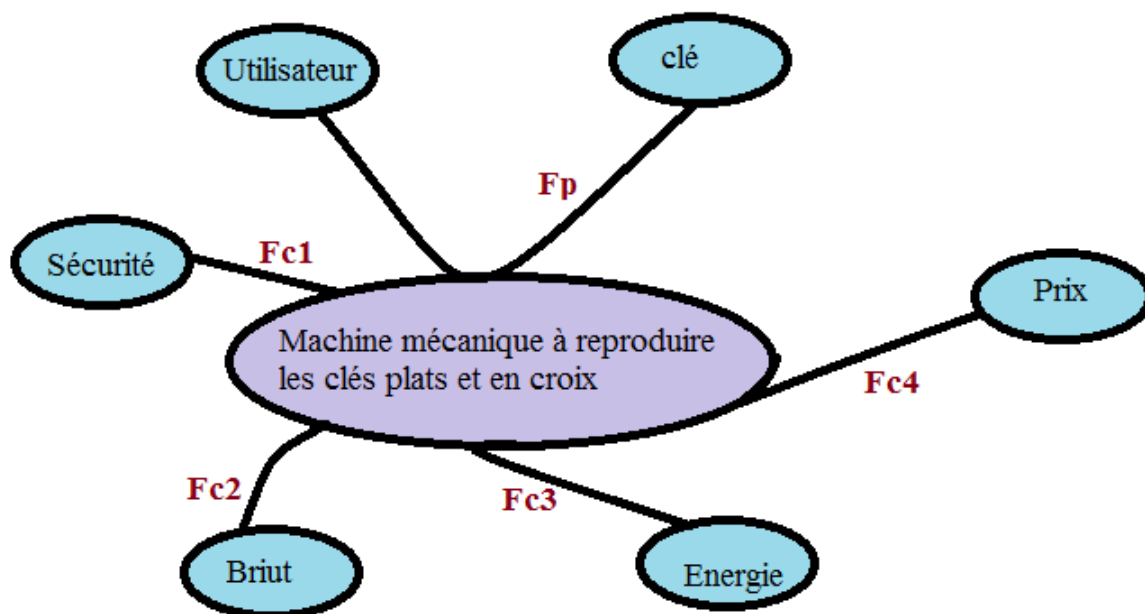 Utilisateur
clé
Fp
Sécurité
Fc1
Prix
Machine mécanique à reproduire
les clés plats et en croix
Fc4
Fc2
Fc3
Briut
Energie